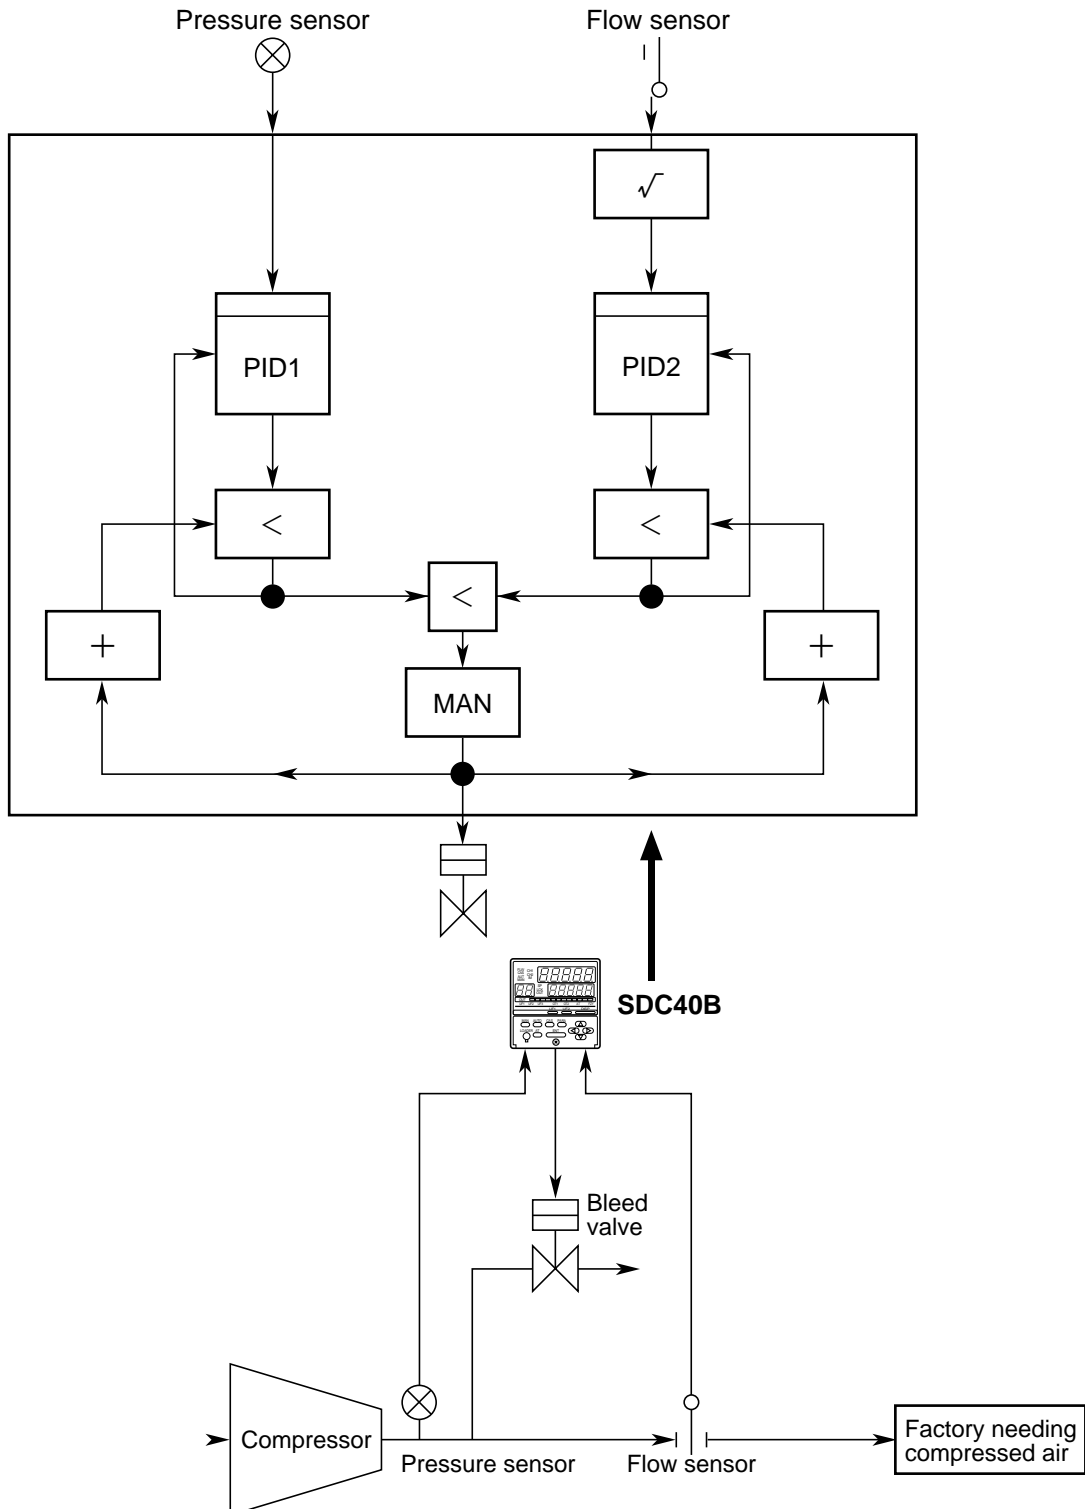 Pressure sensor
Flow sensor
√
PID1
PID2
<
<
<
+
+
MAN
SDC40B
Bleed
valve
Compressor
Pressure sensor
Flow sensor
Factory needing
compressed air